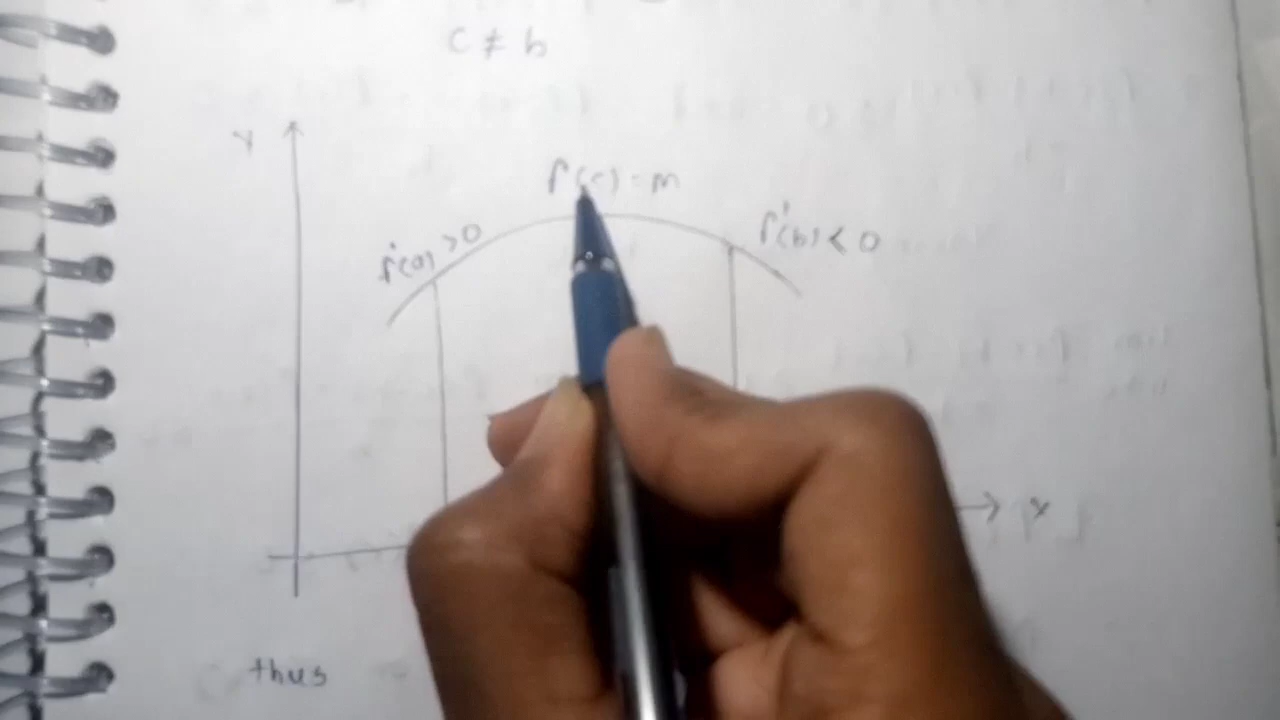 c ≠ b
Y
f(c) = m
f'(a) > 0
f'(b) < 0
x
thus